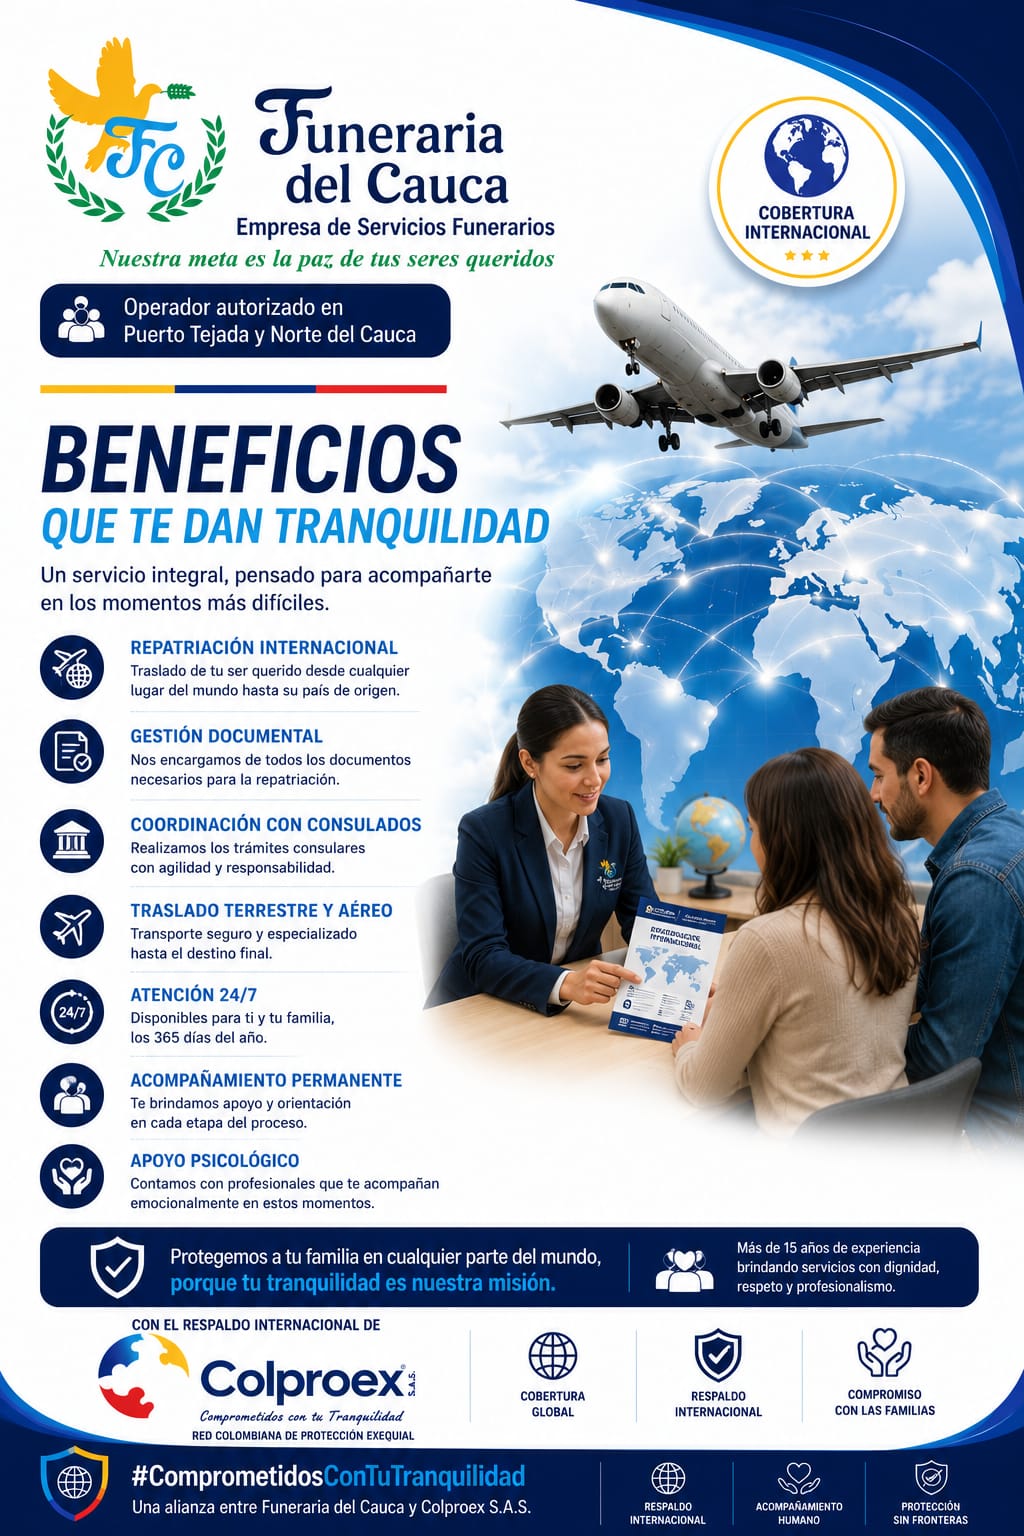 FC
Funeraria
del Cauca
Empresa de Servicios Funerarios
Nuestra meta es la paz de tus seres queridos
COBERTURA
INTERNACIONAL
Operador autorizado en
Puerto Tejada y Norte del Cauca
BENEFICIOS
QUE TE DAN TRANQUILIDAD
Un servicio integral, pensado para acompañarte
en los momentos más difíciles.
REPATRIACIÓN INTERNACIONAL
Traslado de tu ser querido desde cualquier
lugar del mundo hasta su país de origen.
GESTIÓN DOCUMENTAL
Nos encargamos de todos los documentos
necesarios para la repatriación.
COORDINACIÓN CON CONSULADOS
Realizamos los trámites consulares
con agilidad y responsabilidad.
TRASLADO TERRESTRE Y AÉREO
Transporte seguro y especializado
hasta el destino final.
24/7
ATENCIÓN 24/7
Disponibles para ti y tu familia,
los 365 días del año.
ACOMPAÑAMIENTO PERMANENTE
Te brindamos apoyo y orientación
en cada etapa del proceso.
APOYO PSICOLÓGICO
Contamos con profesionales que te acompañan
emocionalmente en estos momentos.
Protegemos a tu familia en cualquier parte del mundo,
porque tu tranquilidad es nuestra misión.
Más de 15 años de experiencia
brindando servicios con dignidad,
respeto y profesionalismo.
CON EL RESPALDO INTERNACIONAL DE
Colproex® S.A.S.
Comprometidos con tu Tranquilidad
RED COLOMBIANA DE PROTECCIÓN EXEQUIAL
COBERTURA
GLOBAL
RESPALDO
INTERNACIONAL
COMPROMISO
CON LAS FAMILIAS
#ComprometidosConTuTranquilidad
Una alianza entre Funeraria del Cauca y Colproex S.A.S.
RESPALDO
INTERNACIONAL
ACOMPAÑAMIENTO
HUMANO
PROTECCIÓN
SIN FRONTERAS